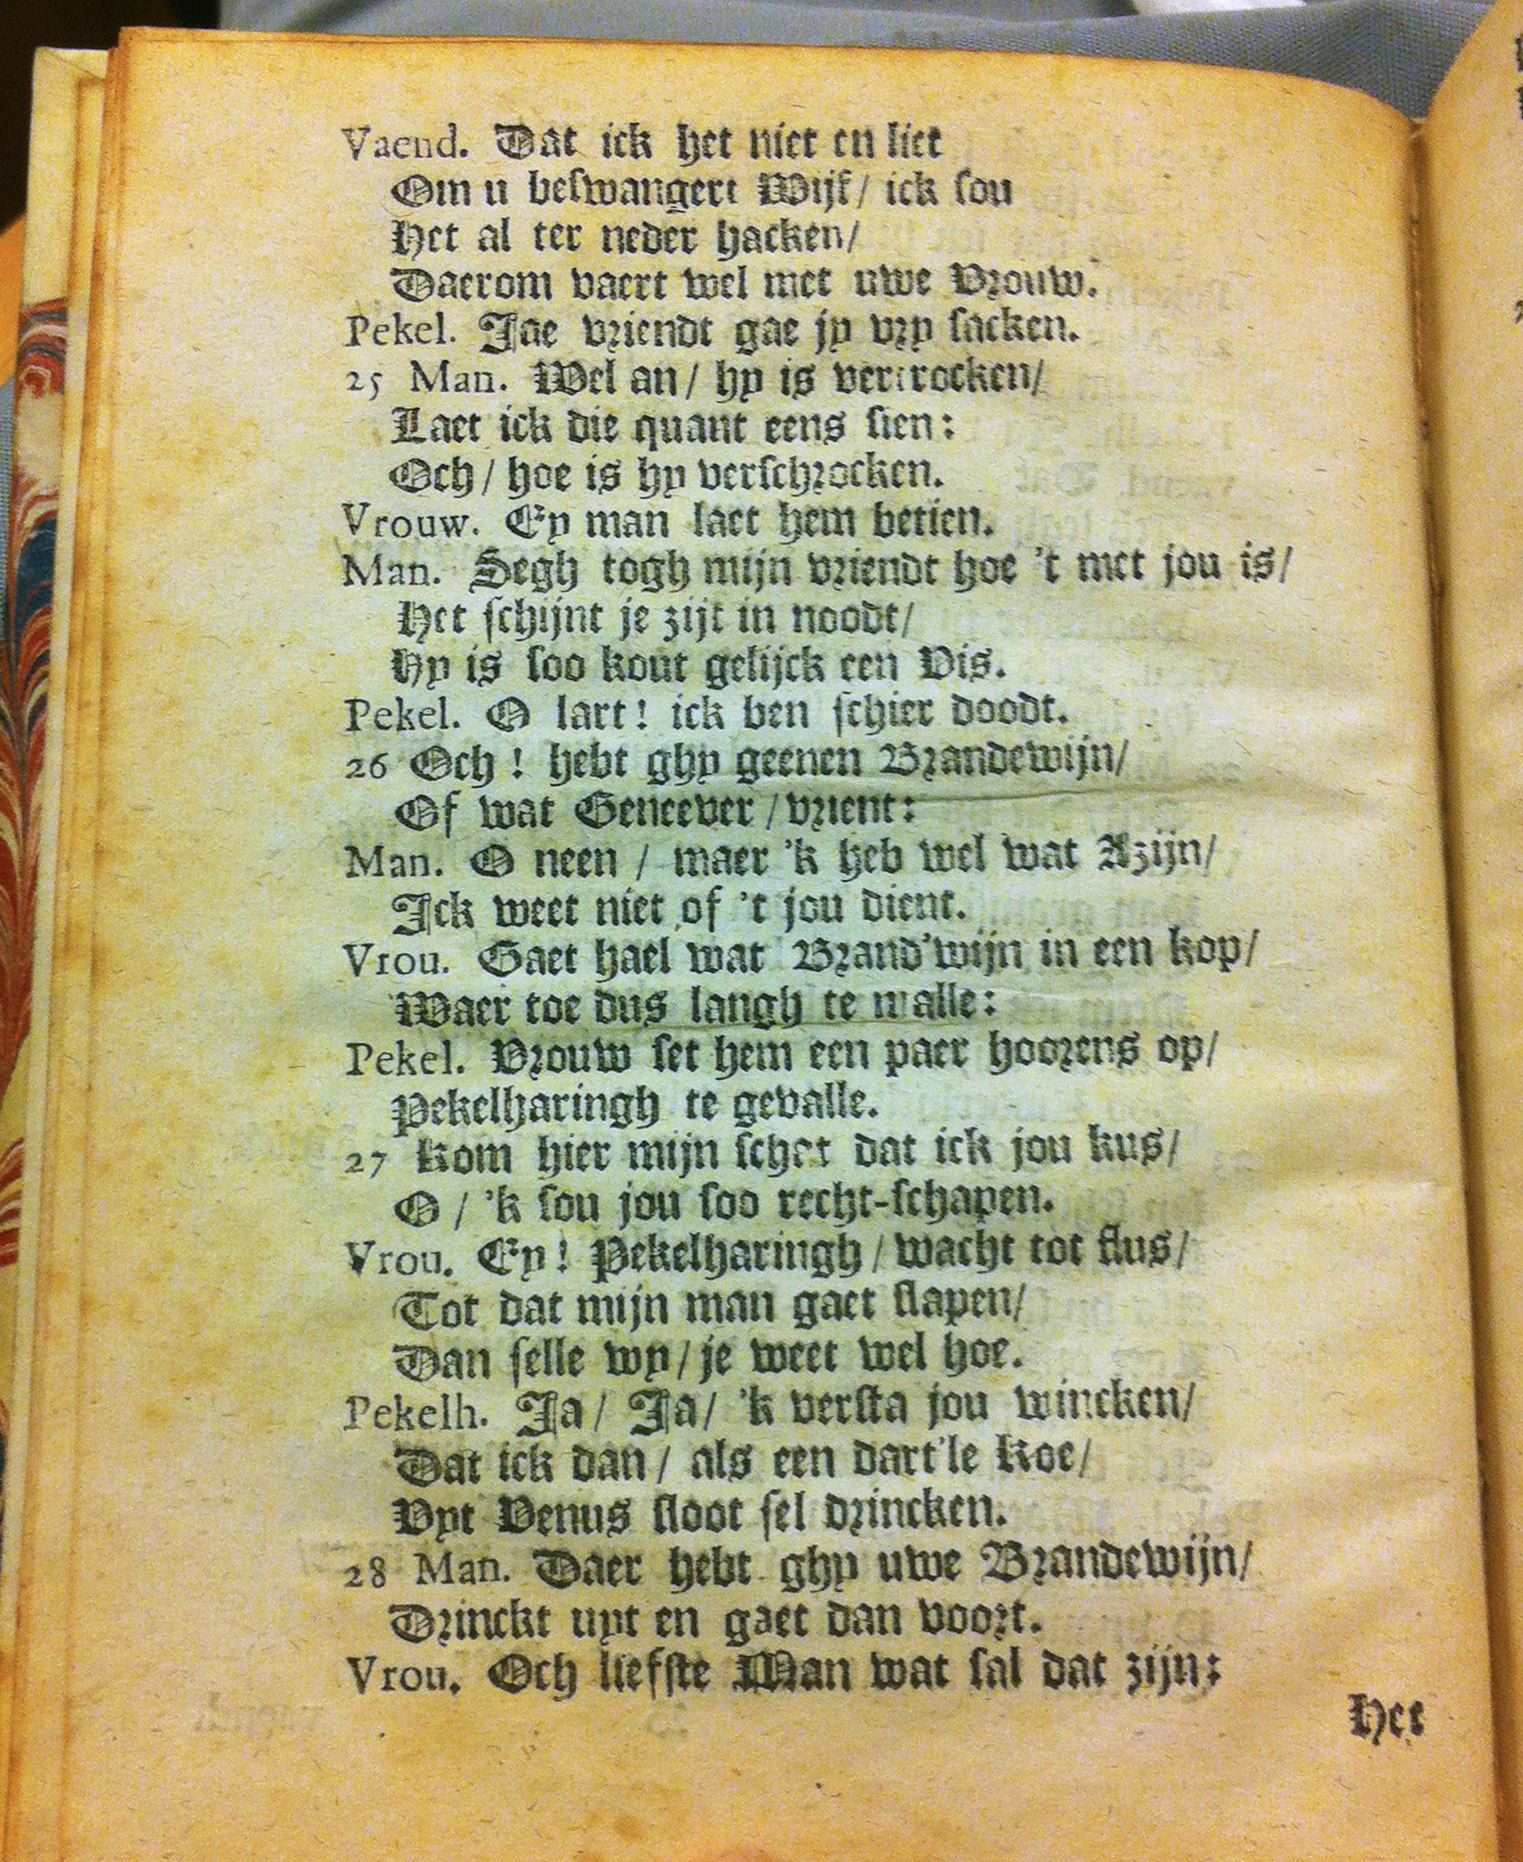 Vaend. Dat ick het niet en liet
Om u beswangert Wijf/ ick sou
Het al ter neder hacken/
Daerom vaert wel met uwe Vrouw.
Pekel. Jae vriendt gae jy vry sacken.
25 Man. Wel an/ hy is vertrocken/
Laet ick die quant eens sien:
Och/ hoe is hy verschrocken.
Vrouw. Ey man laet hem betien.
Man. Segh togh mijn vriendt hoe 't met jou is/
Het schijnt je zijt in noodt/
Hy is soo kout gelijck een Vis.
Pekel. O lart! ick ben schier doodt.
26 Och! hebt ghy geenen Brandewijn/
Of wat Geneever/ vrient:
Man. O neen/ maer 'k heb wel wat Azijn/
Ick weet niet of 't jou dient.
Vrou. Gaet hael wat Brand'wijn in een kop/
Waer toe dus langh te malle:
Pekel. Vrouw set hem een paer hoorens op/
Pekelharingh te gevalle.
27 Kom hier mijn schat dat ick jou kus/
O/ 'k sou jou soo recht-schapen.
Vrou. Ey! Pekelharingh/ wacht tot flus/
Tot dat mijn man gaet slapen/
Dan selle wy/ je weet wel hoe.
Pekelh. Ja/ Ja/ 'k versta jou wincken/
Dat ick dan/ als een dart'le Koe/
Uyt Venus sloot sel drincken.
28 Man. Daer hebt ghy uwe Brandewijn/
Drinckt uyt en gaet dan voort.
Vrou. Och liefste Man wat sal dat zijn:
Het